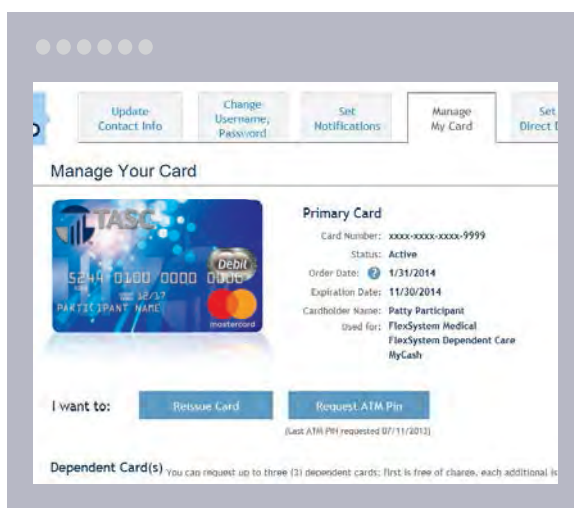 Update
Contact Info
Change
Username,
Password
Set
Notifications
Manage
My Card
Set
Direct
Manage Your Card
TASC
Debit
5244 0100 0000
12/17
PARTICIPANT NAME
mastercard
Primary Card
Card Number: xxxx-xxxx-xxxx-9999
Status: Active
Order Date: ? 1/31/2014
Expiration Date: 11/30/2014
Cardholder Name: Patty Participant
Used for: FlexSystem Medical
FlexSystem Dependent Care
MyCash
I want to:
Reissue Card
Request ATM Pin
(Last ATM PIN requested 07/11/2013)
Dependent Card(s) You can request up to three (3) dependent cards; first is free of charge, each additional is